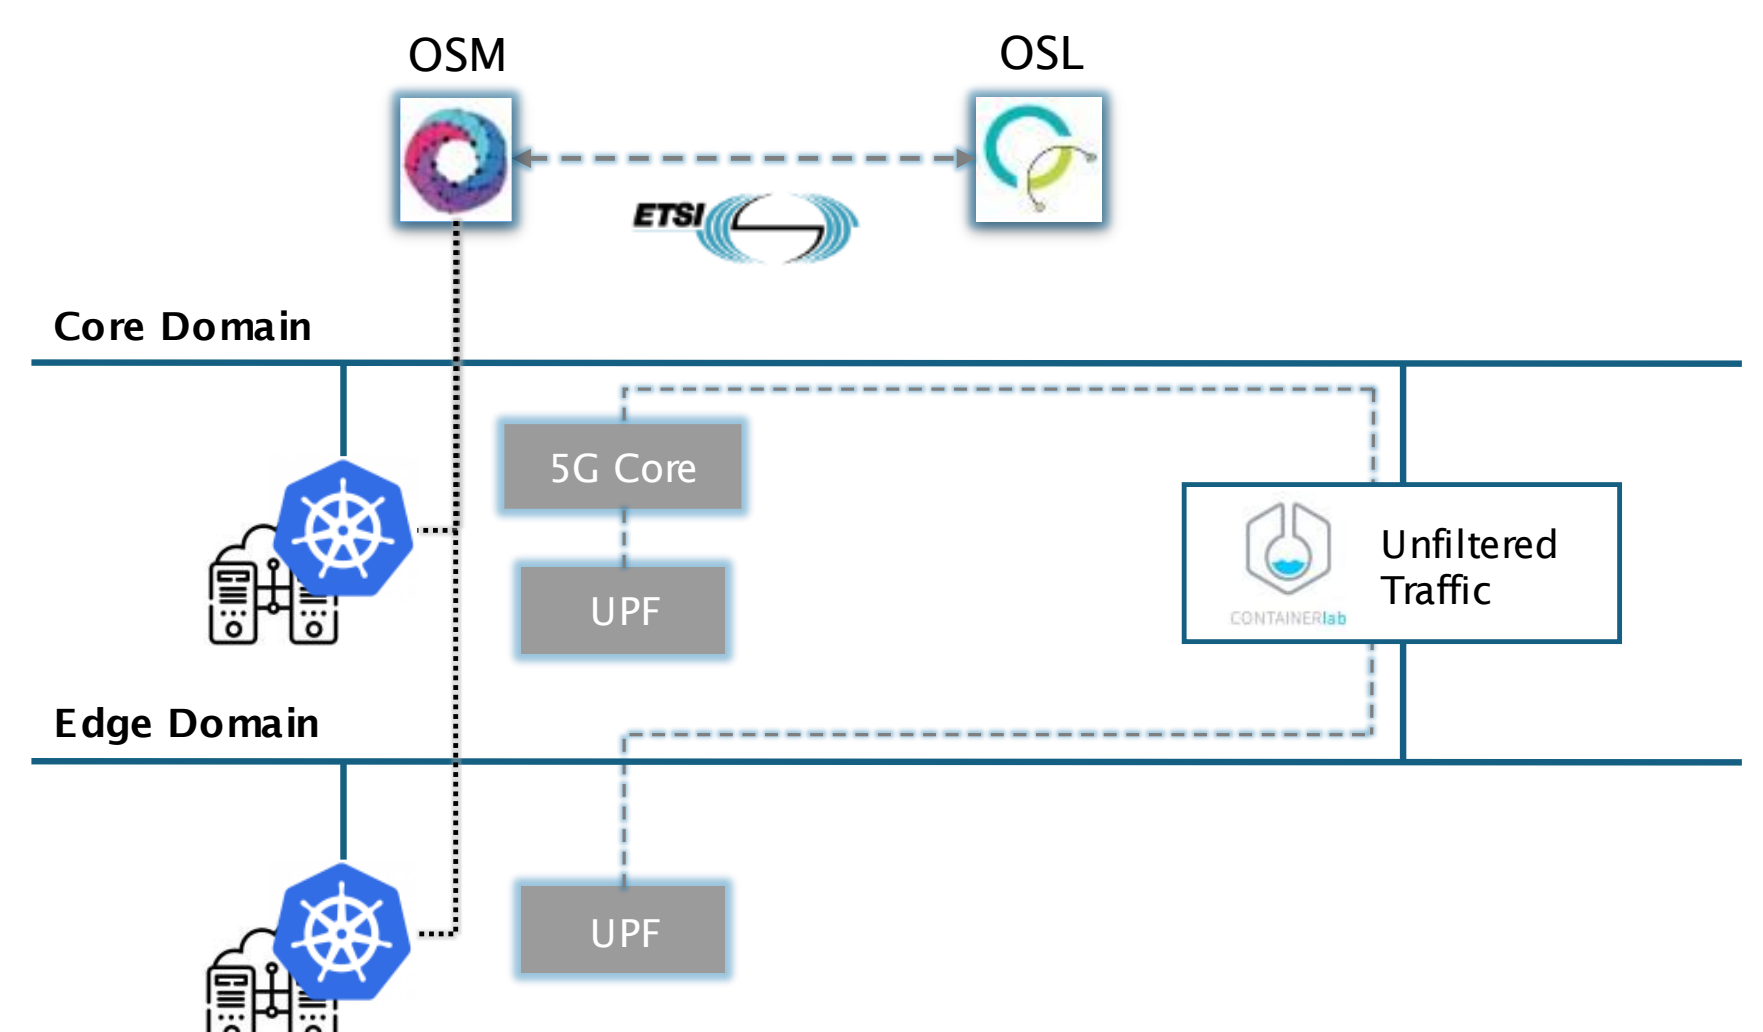 OSM
OSL
ETSI
Core Domain
5G Core
Unfiltered
Traffic
CONTAINERlab
UPF
Edge Domain
UPF